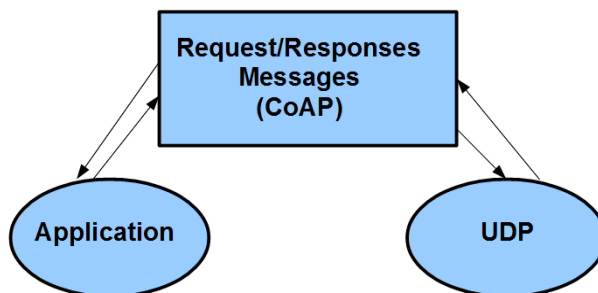 Request/Responses
Messages
(CoAP)
Application
UDP